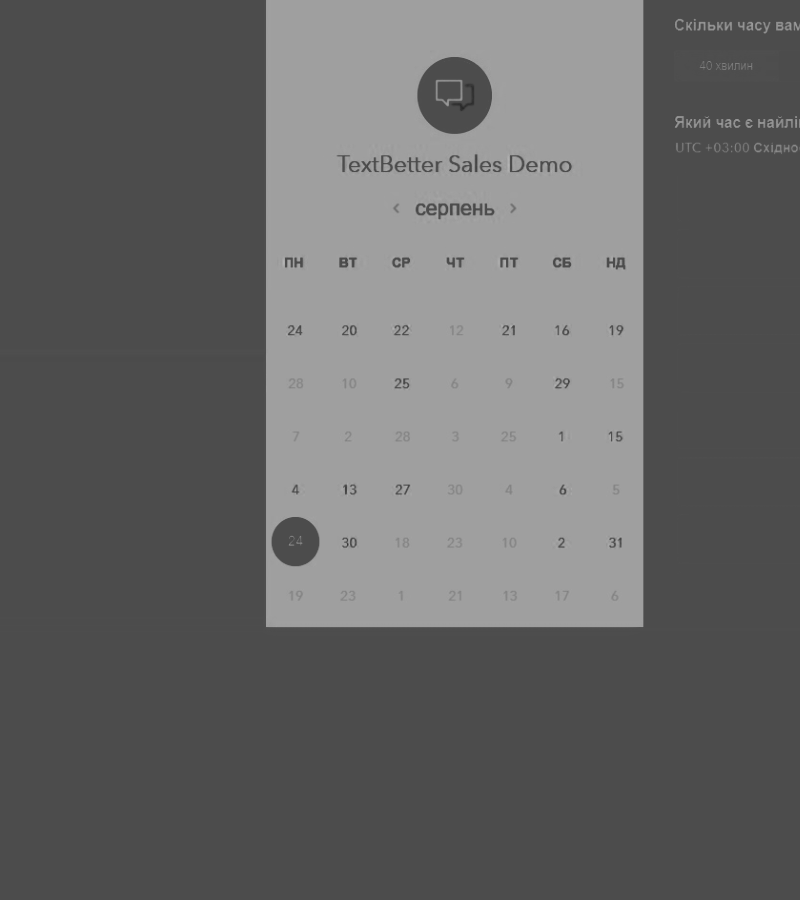 Скільки часу вам
40 хвилин
Який час є найлі
UTC +03:00 Східно
TextBetter Sales Demo
< серпень >
ПН ВТ СР ЧТ ПТ СБ НД
24 20 22 12 21 16 19
28 10 25 6 9 29 15
7 2 28 3 25 1 15
4 13 27 30 4 6 5
24 30 18 23 10 2 31
19 23 1 21 13 17 6